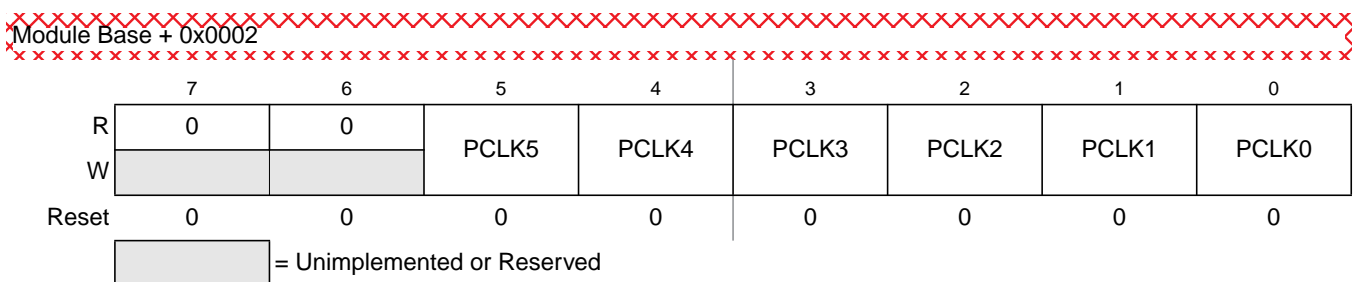 Module Base + 0x0002
7 6 5 4 3 2 1 0
R 0 0 PCLK5 PCLK4 PCLK3 PCLK2 PCLK1 PCLK0
W
Reset 0 0 0 0 0 0 0 0
= Unimplemented or Reserved